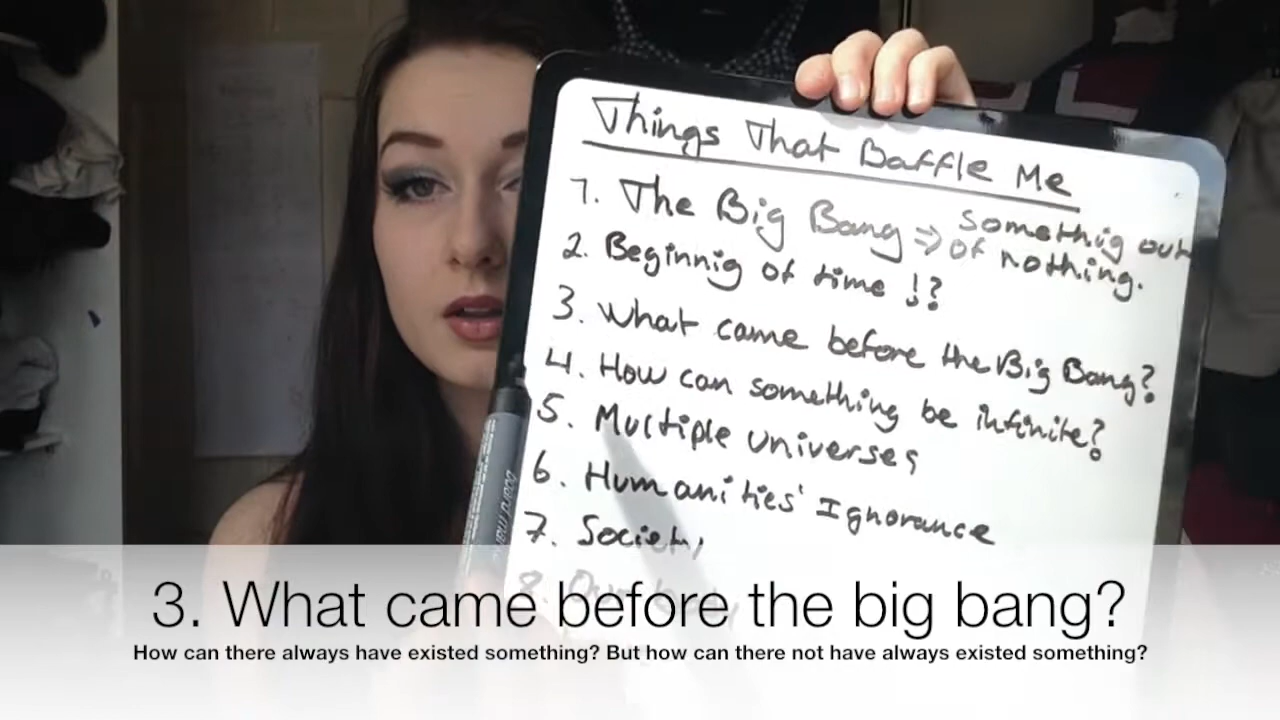 Things That Baffle Me
1. The Big Bang => somethig out
of nothing.
2. Beginnig of time !?
3. What came before the Big Bang?
4. How can something be infinite?
5. Multiple universes
6. Humanities' Ignorance
7. Society
8.
board mar
3. What came before the big bang?
How can there always have existed something? But how can there not have always existed something?